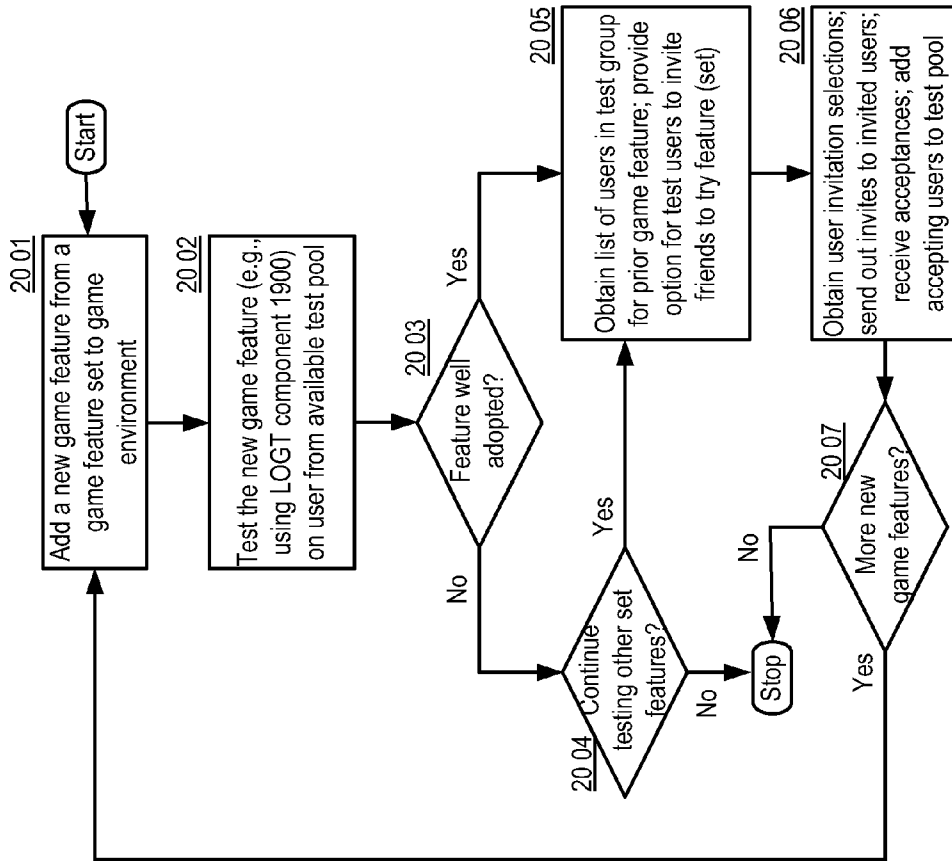 Start
20 01
Add a new game feature from a
game feature set to game
environment
20 02
Test the new game feature (e.g.,
using LOGT component 1900)
on user from available test pool
20 03
Feature well
adopted?
Yes
No
20 04
Continue
testing other set
features?
Yes
No
20 05
Obtain list of users in test group
for prior game feature; provide
option for test users to invite
friends to try feature (set)
20 06
Obtain user invitation selections;
send out invites to invited users;
receive acceptances; add
accepting users to test pool
20 07
More new
game features?
No
Yes
Stop